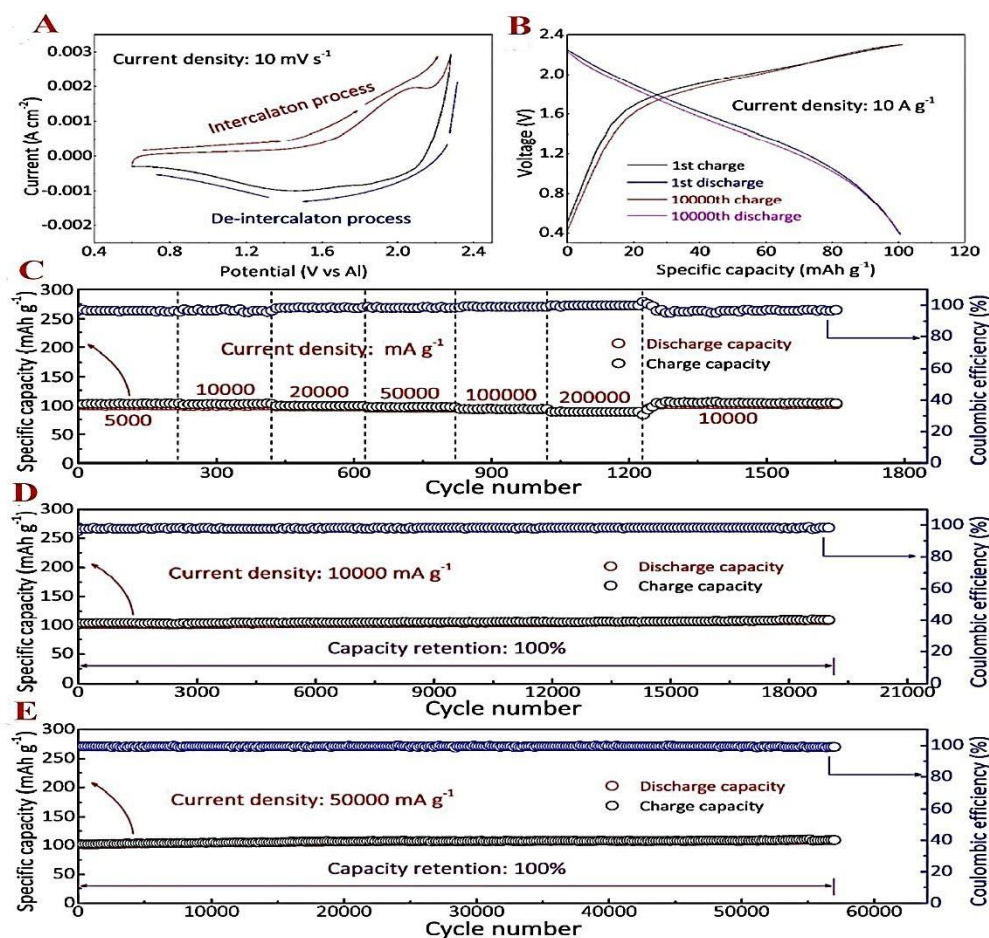 A
Current (A cm⁻²)
0.003
0.002
0.001
0.000
-0.001
-0.002
Current density: 10 mV s⁻¹
Intercalaton process
De-intercalaton process
0.4 0.8 1.2 1.6 2.0 2.4
Potential (V vs Al)
B
Voltage (V)
2.4
2.0
1.6
1.2
0.8
0.4
Current density: 10 A g⁻¹
1st charge
1st discharge
10000th charge
10000th discharge
0 20 40 60 80 100 120
Specific capacity (mAh g⁻¹)
C
Specific capacity (mAh g⁻¹)
300
250
200
150
100
50
0
Current density: mA g⁻¹
Discharge capacity
Charge capacity
5000 10000 20000 50000 100000 200000 10000
100
80
60
40
20
0
Coulombic efficiency (%)
0 300 600 900 1200 1500 1800
Cycle number
D
Specific capacity (mAh g⁻¹)
300
250
200
150
100
50
0
Current density: 10000 mA g⁻¹
Discharge capacity
Charge capacity
Capacity retention: 100%
100
80
60
40
20
0
Coulombic efficiency (%)
0 3000 6000 9000 12000 15000 18000 21000
Cycle number
E
Specific capacity (mAh g⁻¹)
300
250
200
150
100
50
0
Current density: 50000 mA g⁻¹
Discharge capacity
Charge capacity
Capacity retention: 100%
100
80
60
40
20
0
Coulombic efficiency (%)
0 10000 20000 30000 40000 50000 60000
Cycle number